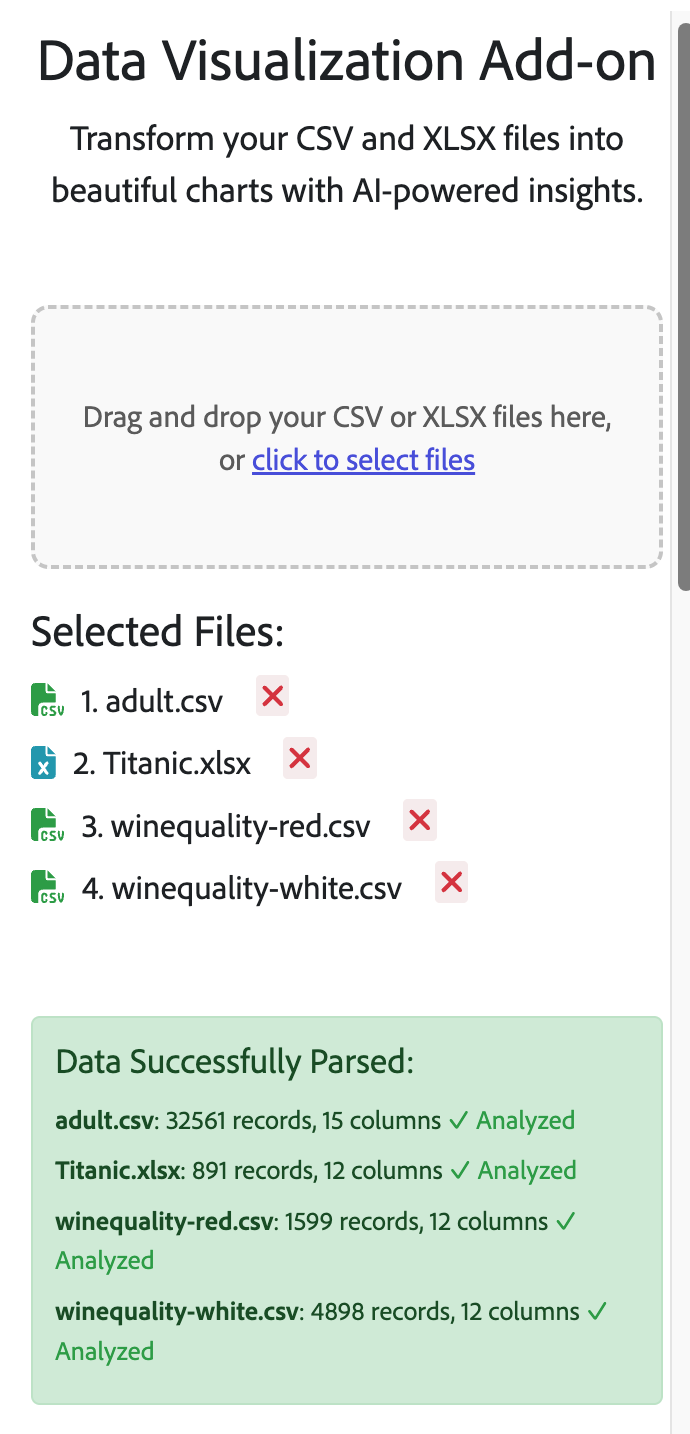 Data Visualization Add-on
Transform your CSV and XLSX files into
beautiful charts with AI-powered insights.
Drag and drop your CSV or XLSX files here,
or click to select files
Selected Files:
CSV 1. adult.csv
X 2. Titanic.xlsx
CSV 3. winequality-red.csv
CSV 4. winequality-white.csv
Data Successfully Parsed:
adult.csv: 32561 records, 15 columns ✓ Analyzed
Titanic.xlsx: 891 records, 12 columns ✓ Analyzed
winequality-red.csv: 1599 records, 12 columns ✓
Analyzed
winequality-white.csv: 4898 records, 12 columns ✓
Analyzed